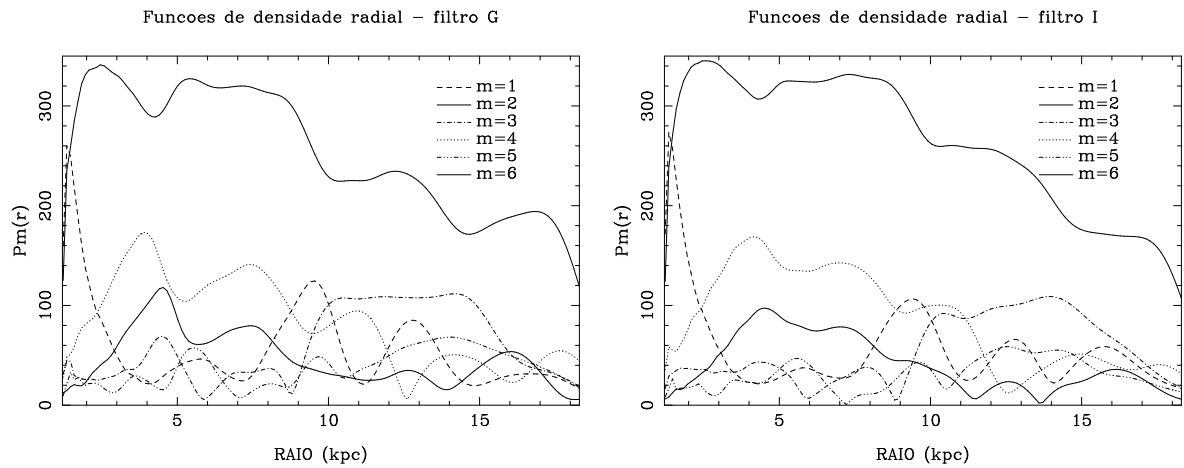 Funcoes de densidade radial − filtro G
m=1
m=2
m=3
m=4
m=5
m=6
Pm(r)
0
100
200
300
5
10
15
RAIO (kpc)
Funcoes de densidade radial − filtro I
m=1
m=2
m=3
m=4
m=5
m=6
Pm(r)
0
100
200
300
5
10
15
RAIO (kpc)